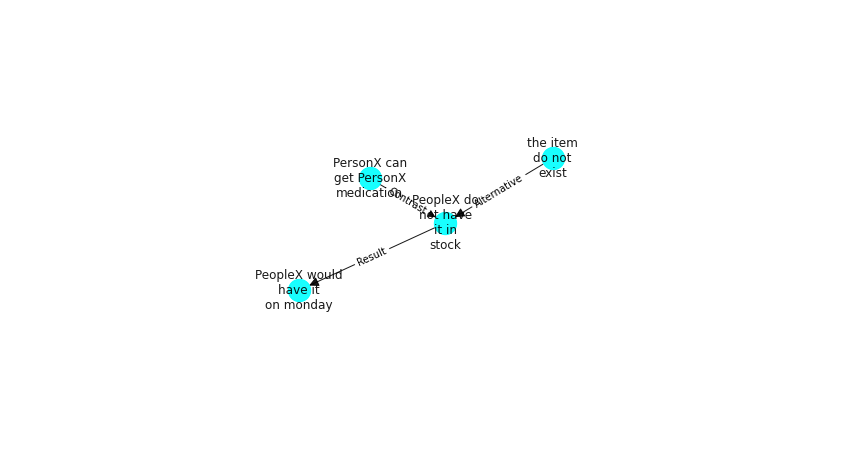 the item
do not
exist
PersonX can
get PersonX
medication
Contrast
Alternative
PeopleX do
not have
it in
stock
Result
PeopleX would
have it
on monday